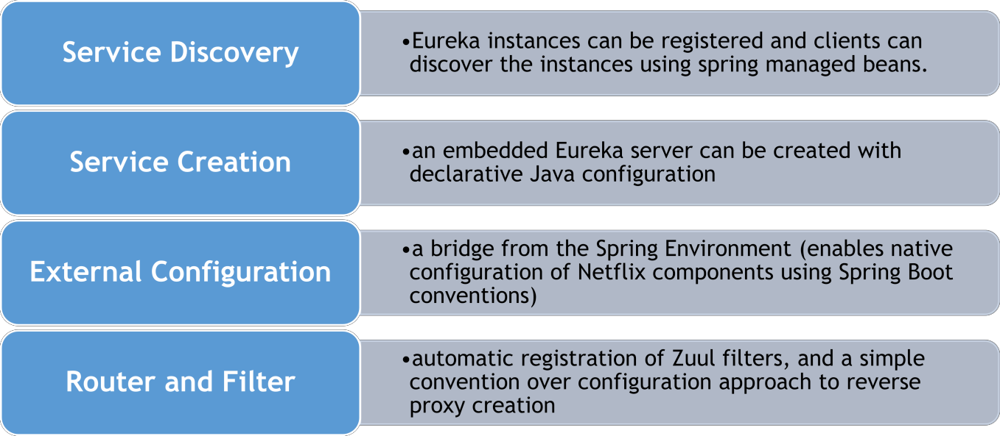 Service Discovery
•Eureka instances can be registered and clients can
discover the instances using spring managed beans.
Service Creation
•an embedded Eureka server can be created with
declarative Java configuration
External Configuration
•a bridge from the Spring Environment (enables native
configuration of Netflix components using Spring Boot
conventions)
Router and Filter
•automatic registration of Zuul filters, and a simple
convention over configuration approach to reverse
proxy creation